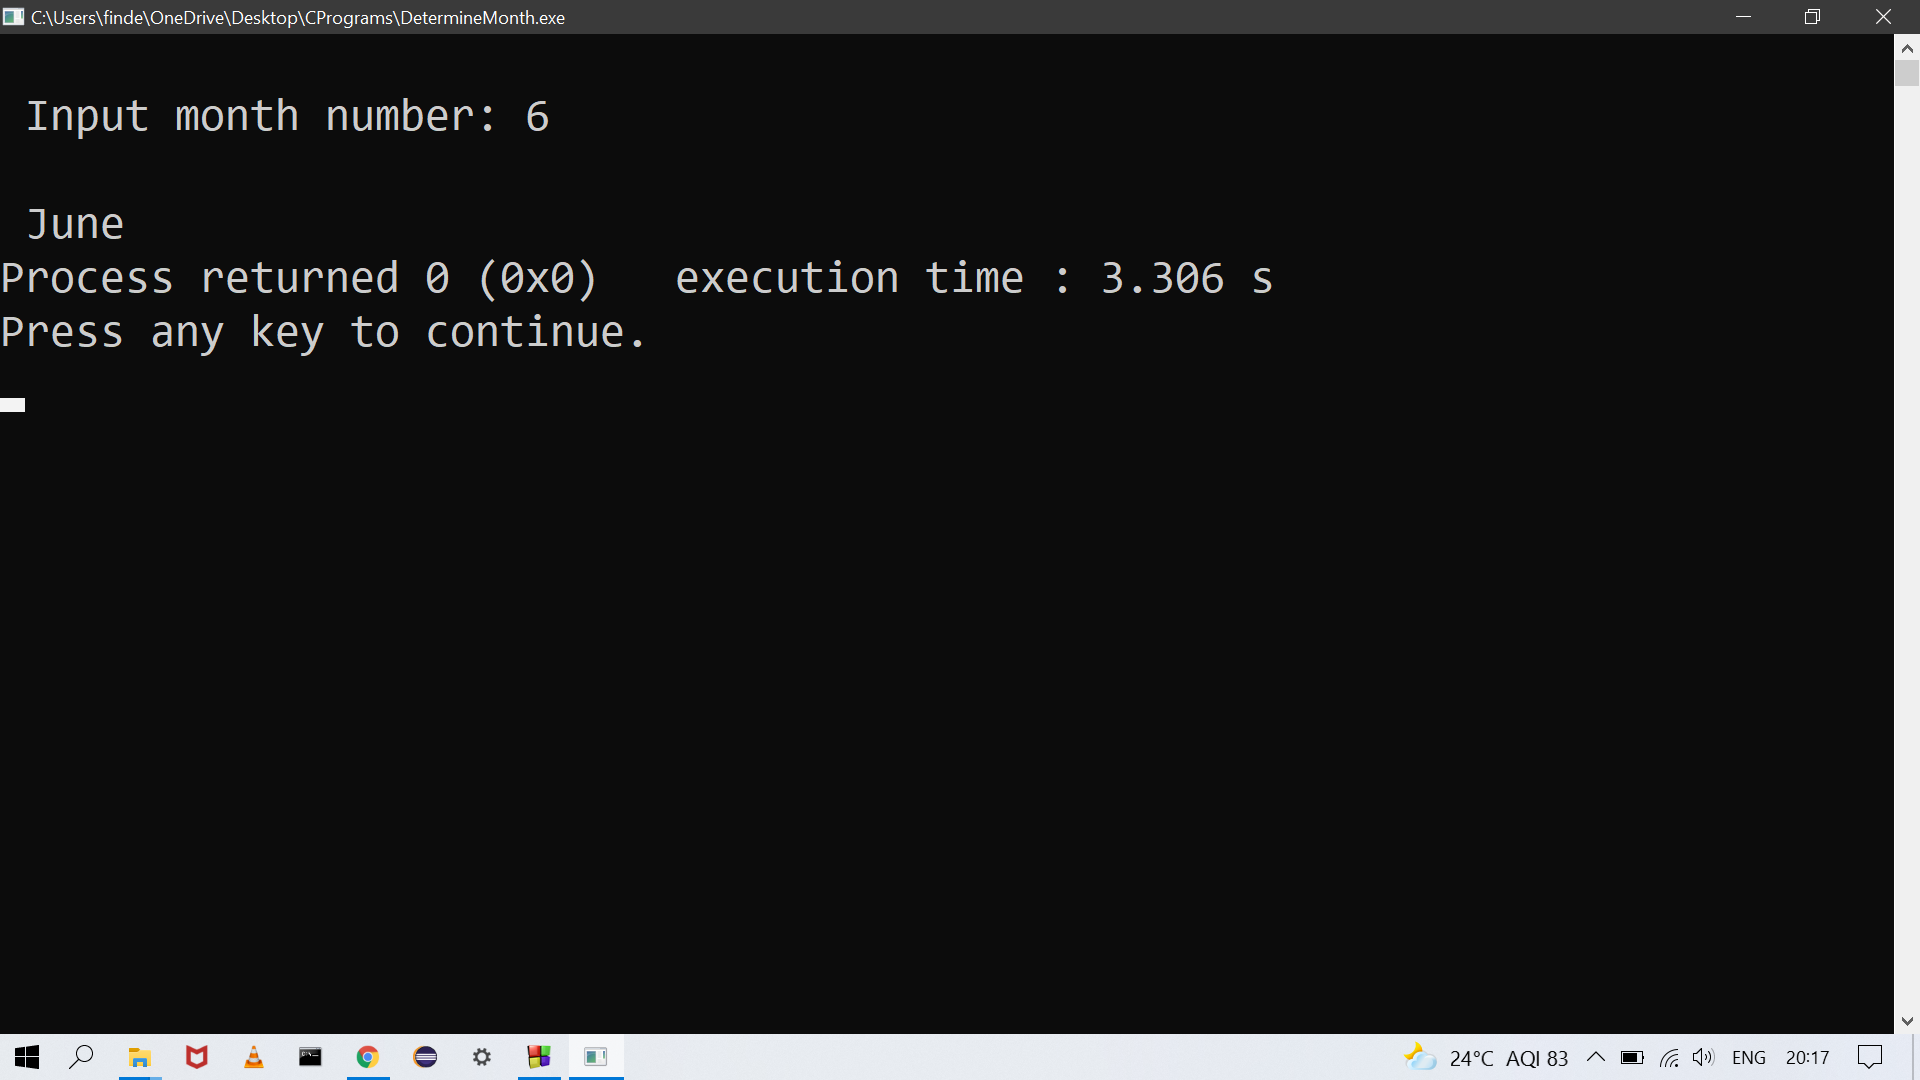 C:\Users\finde\OneDrive\Desktop\CPrograms\DetermineMonth.exe
Input month number: 6
June
Process returned 0 (0x0)   execution time : 3.306 s
Press any key to continue.
24°C AQI 83 ENG 20:17